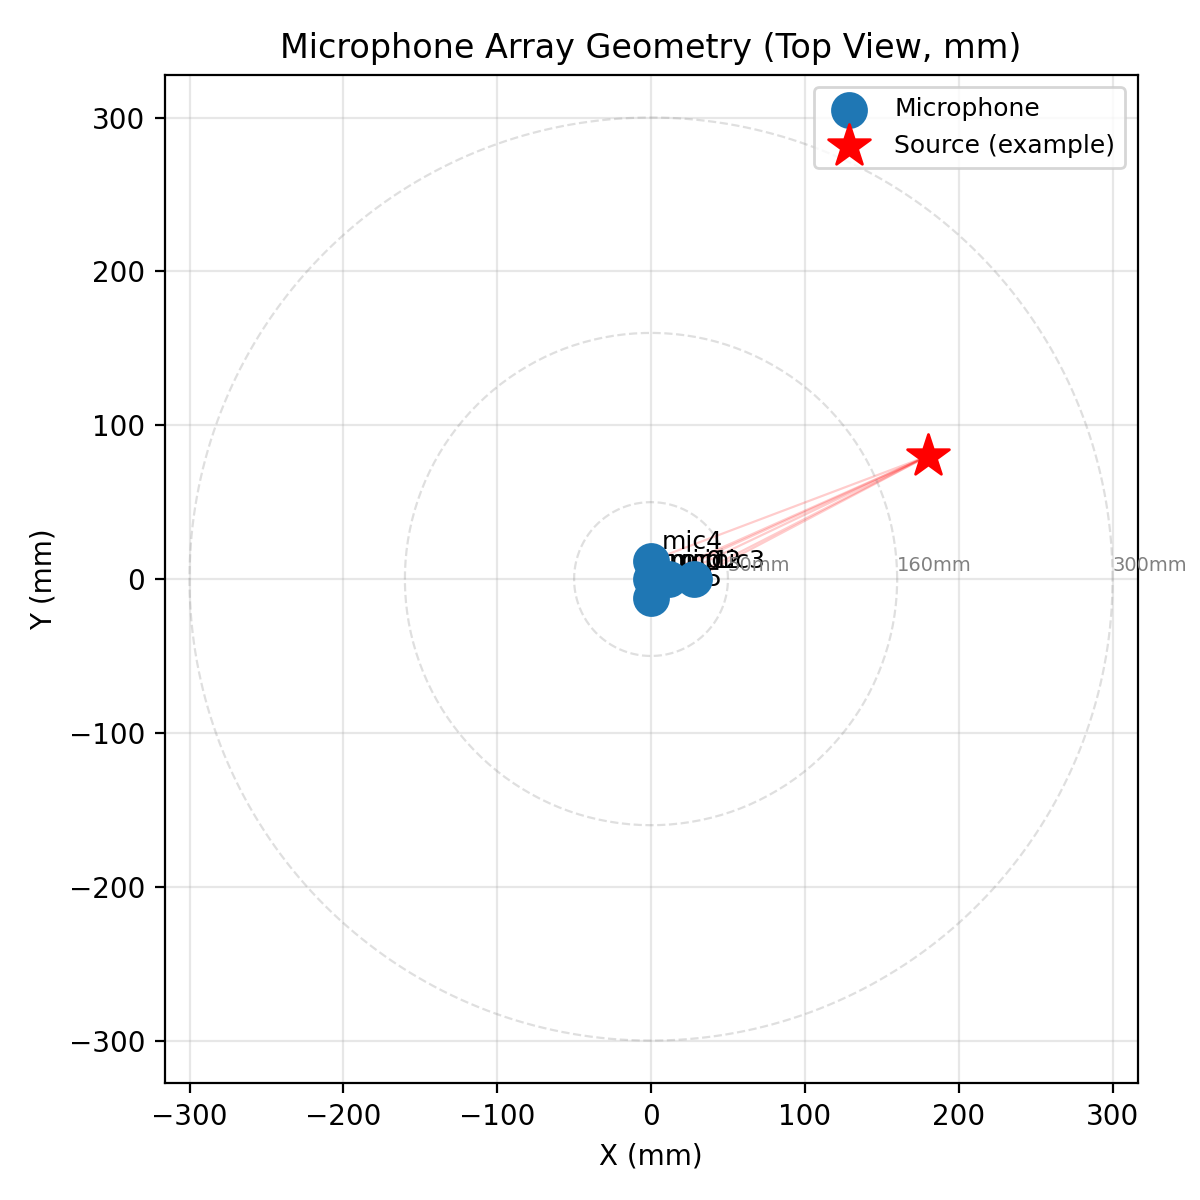 Microphone Array Geometry (Top View, mm)
Microphone
Source (example)
300
200
100
0
−100
−200
−300
Y (mm)
mic4
160mm
300mm
−300
−200
−100
0
100
200
300
X (mm)